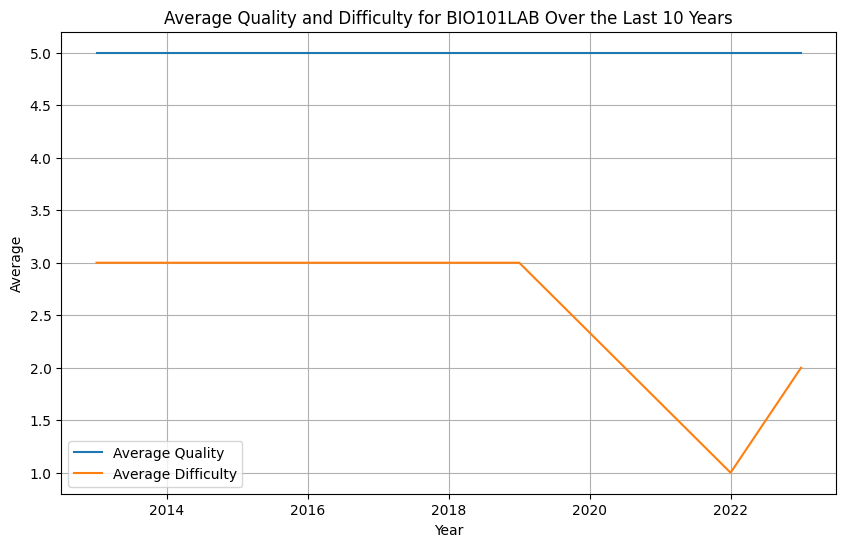 Average Quality and Difficulty for BIO101LAB Over the Last 10 Years
5.0
4.5
4.0
3.5
3.0
2.5
2.0
1.5
1.0
Average
Average Quality
Average Difficulty
2014 2016 2018 2020 2022
Year